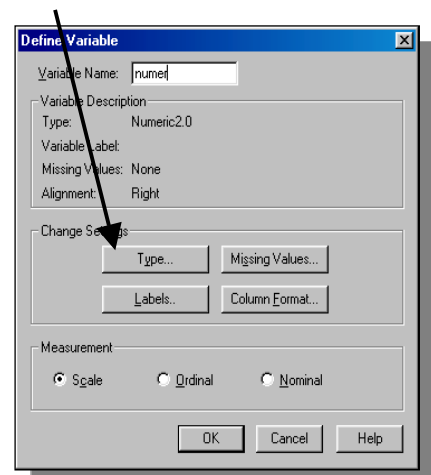 Define Variable
Variable Name: numer
Variable Description
Type: Numeric2.0
Variable Label:
Missing Values: None
Alignment: Right
Change Settings
Type... Missing Values...
Labels.. Column Format...
Measurement
Scale Ordinal Nominal
OK Cancel Help